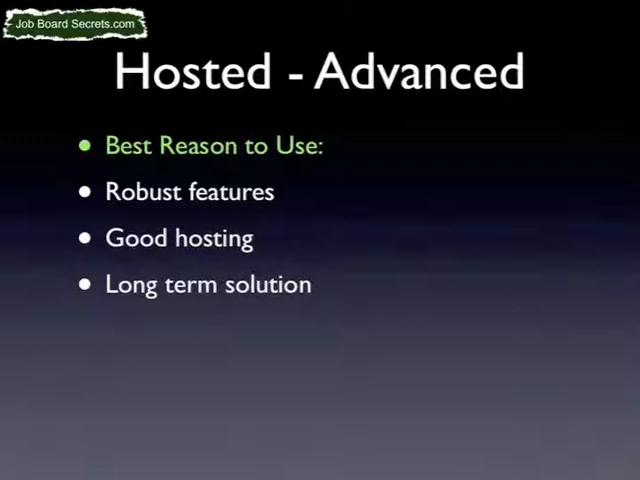 Job Board Secrets.com
Hosted - Advanced
• Best Reason to Use:
• Robust features
• Good hosting
• Long term solution